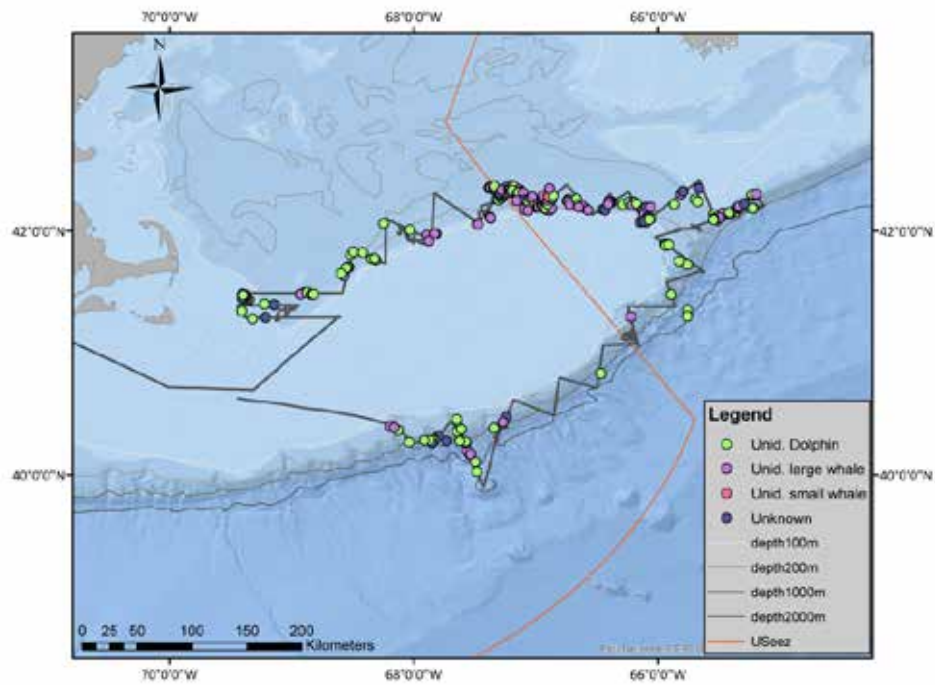 70°0'0"W 68°0'0"W 66°0'0"W
N
42°0'0"N 42°0'0"N
40°0'0"N 40°0'0"N
Legend
Unid. Dolphin
Unid. large whale
Unid. small whale
Unknown
depth100m
depth200m
depth1000m
depth2000m
USeez
0 25 50 100 150 200
Kilometers
70°0'0"W 68°0'0"W 66°0'0"W